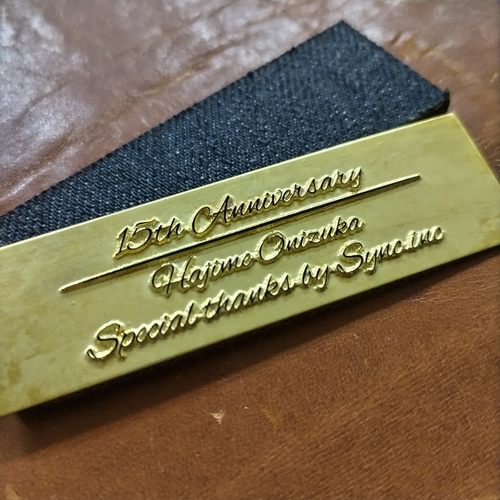 15th Anniversary
Hajime Onizuka
Special thanks by Sync.inc